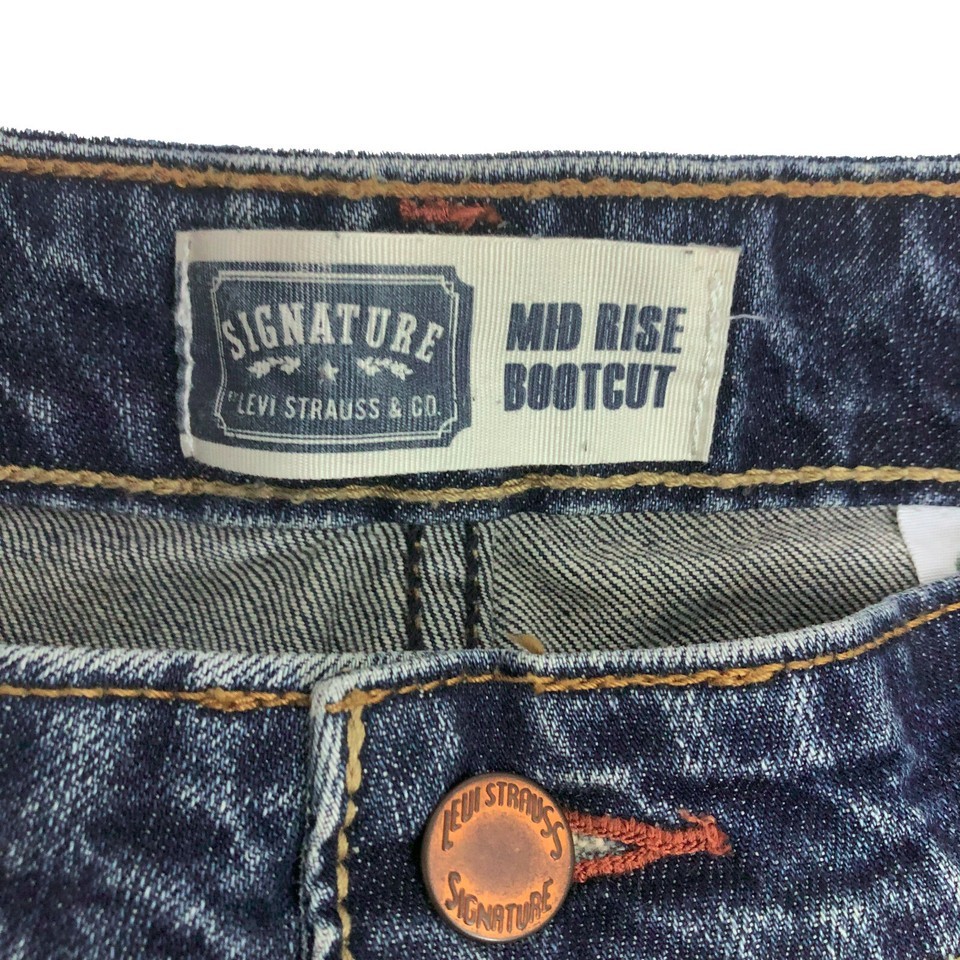 SIGNATURE
BY LEVI STRAUSS & CO.
MID RISE
BOOTCUT
LEVI STRAUSS
SIGNATURE